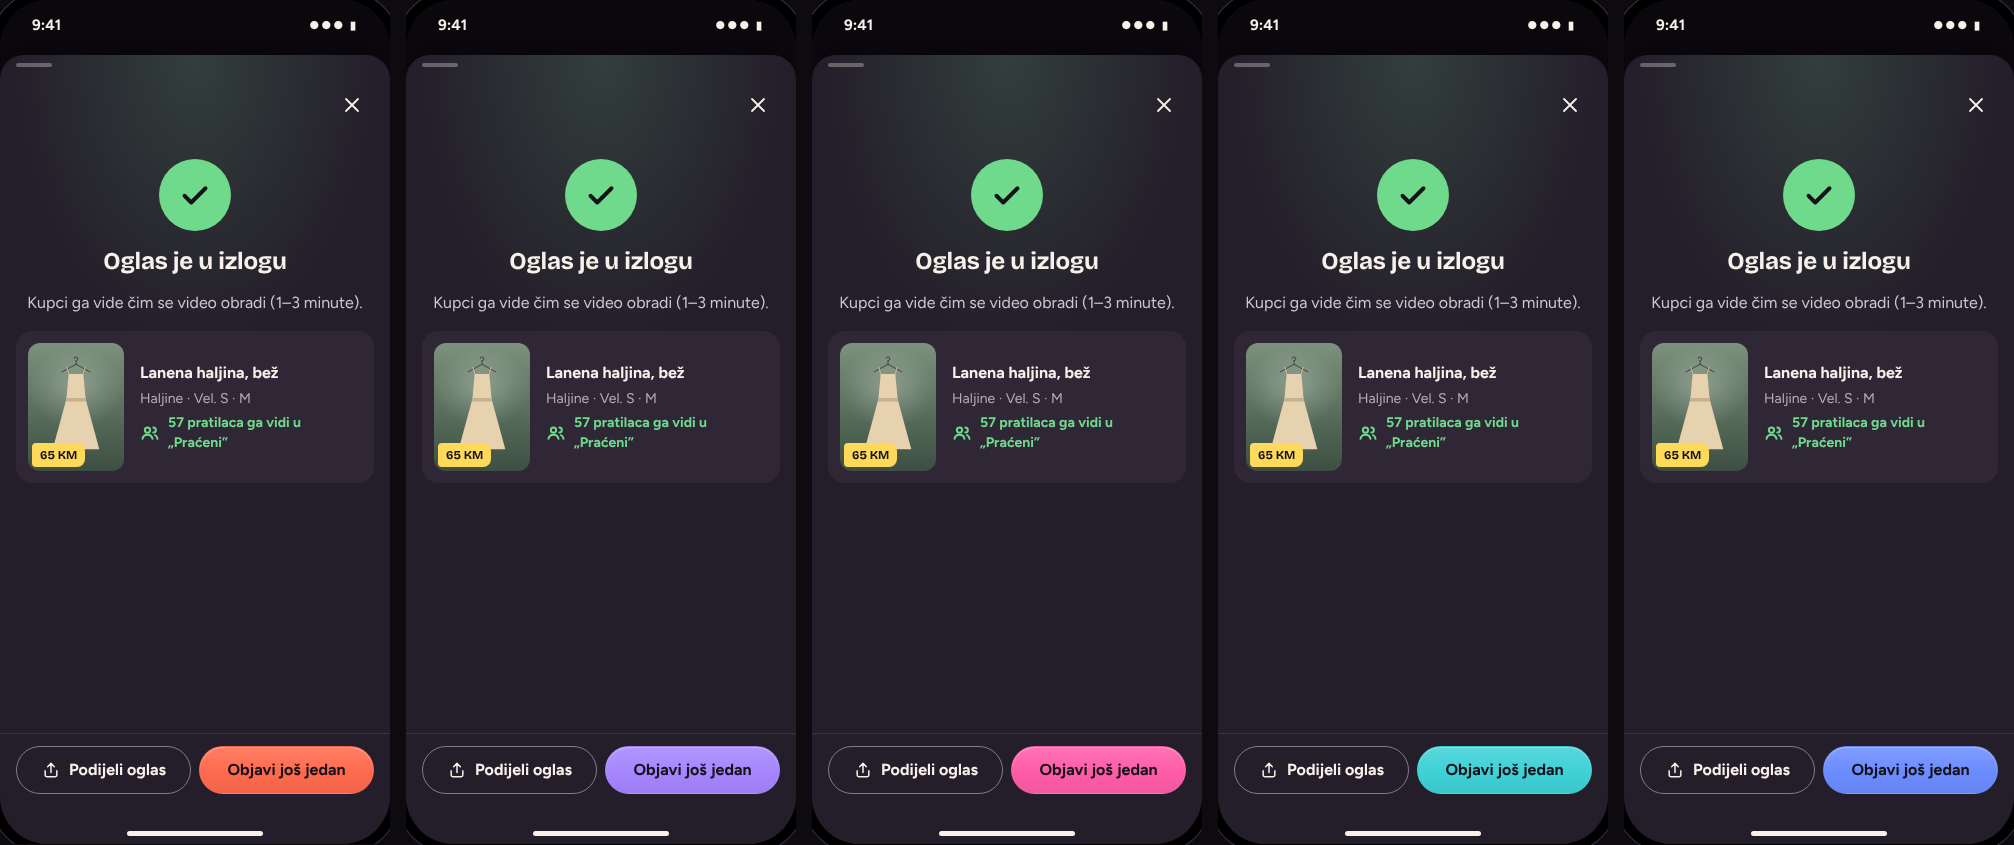 9:41
Oglas je u izlogu
Kupci ga vide čim se video obradi (1–3 minute).
Lanena haljina, bež
Haljine · Vel. S · M
57 pratilaca ga vidi u
„Praćeni”
65 KM
Podijeli oglas
Objavi još jedan
9:41
Oglas je u izlogu
Kupci ga vide čim se video obradi (1–3 minute).
Lanena haljina, bež
Haljine · Vel. S · M
57 pratilaca ga vidi u
„Praćeni”
65 KM
Podijeli oglas
Objavi još jedan
9:41
Oglas je u izlogu
Kupci ga vide čim se video obradi (1–3 minute).
Lanena haljina, bež
Haljine · Vel. S · M
57 pratilaca ga vidi u
„Praćeni”
65 KM
Podijeli oglas
Objavi još jedan
9:41
Oglas je u izlogu
Kupci ga vide čim se video obradi (1–3 minute).
Lanena haljina, bež
Haljine · Vel. S · M
57 pratilaca ga vidi u
„Praćeni”
65 KM
Podijeli oglas
Objavi još jedan
9:41
Oglas je u izlogu
Kupci ga vide čim se video obradi (1–3 minute).
Lanena haljina, bež
Haljine · Vel. S · M
57 pratilaca ga vidi u
„Praćeni”
65 KM
Podijeli oglas
Objavi još jedan